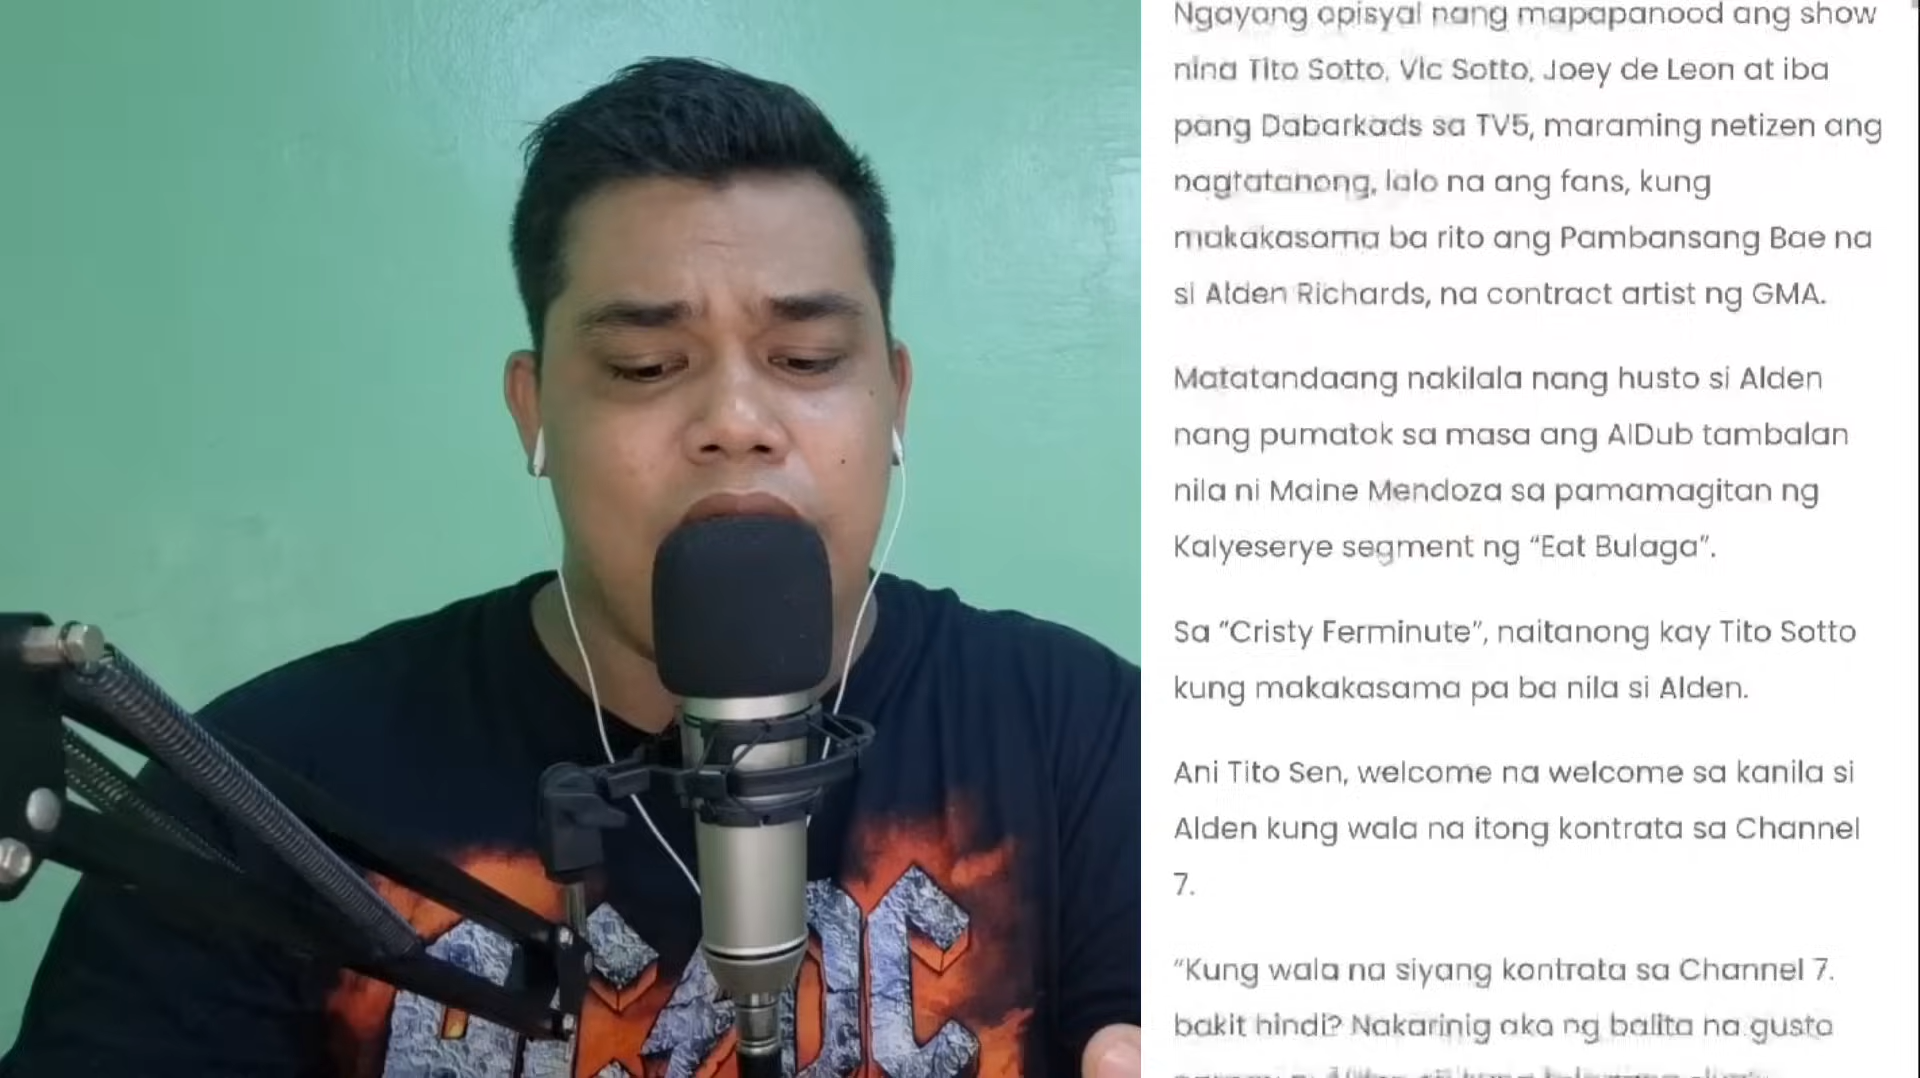 Ngayong opisyal nang mapapanood ang show
nina Tito Sotto, Vic Sotto, Joey de Leon at iba
pang Dabarkads sa TV5, maraming netizen ang
nagtatanong, lalo na ang fans, kung
makakasama ba rito ang Pambansang Bae na
si Alden Richards, na contract artist ng GMA.
Matatandaang nakilala nang husto si Alden
nang pumatok sa masa ang AlDub tambalan
nila ni Maine Mendoza sa pamamagitan ng
Kalyeserye segment ng “Eat Bulaga”.
Sa “Cristy Ferminute”, naitanong kay Tito Sotto
kung makakasama pa ba nila si Alden.
Ani Tito Sen, welcome na welcome sa kanila si
Alden kung wala na itong kontrata sa Channel
7.
“Kung wala na siyang kontrata sa Channel 7.
bakit hindi? Nakarinig ako ng balita na gusto